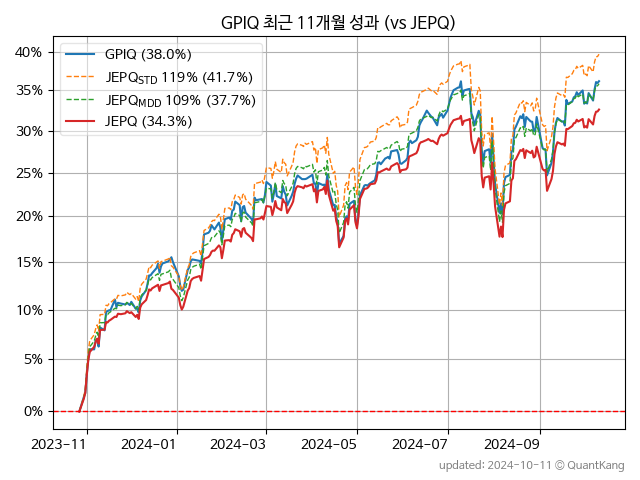 GPIQ 최근 11개월 성과 (vs JEPQ)
GPIQ (38.0%)
JEPQSTD 119% (41.7%)
JEPQMDD 109% (37.7%)
JEPQ (34.3%)
40%
35%
30%
25%
20%
15%
10%
5%
0%
2023-11 2024-01 2024-03 2024-05 2024-07 2024-09
updated: 2024-10-11 © QuantKang